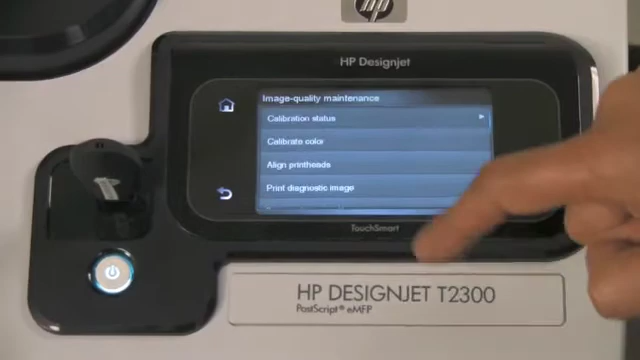 hp
HP Designjet
Image-quality maintenance
Calibration status
Calibrate color
Align printheads
Print diagnostic image
TouchSmart
HP DESIGNJET T2300
PostScript® eMFP